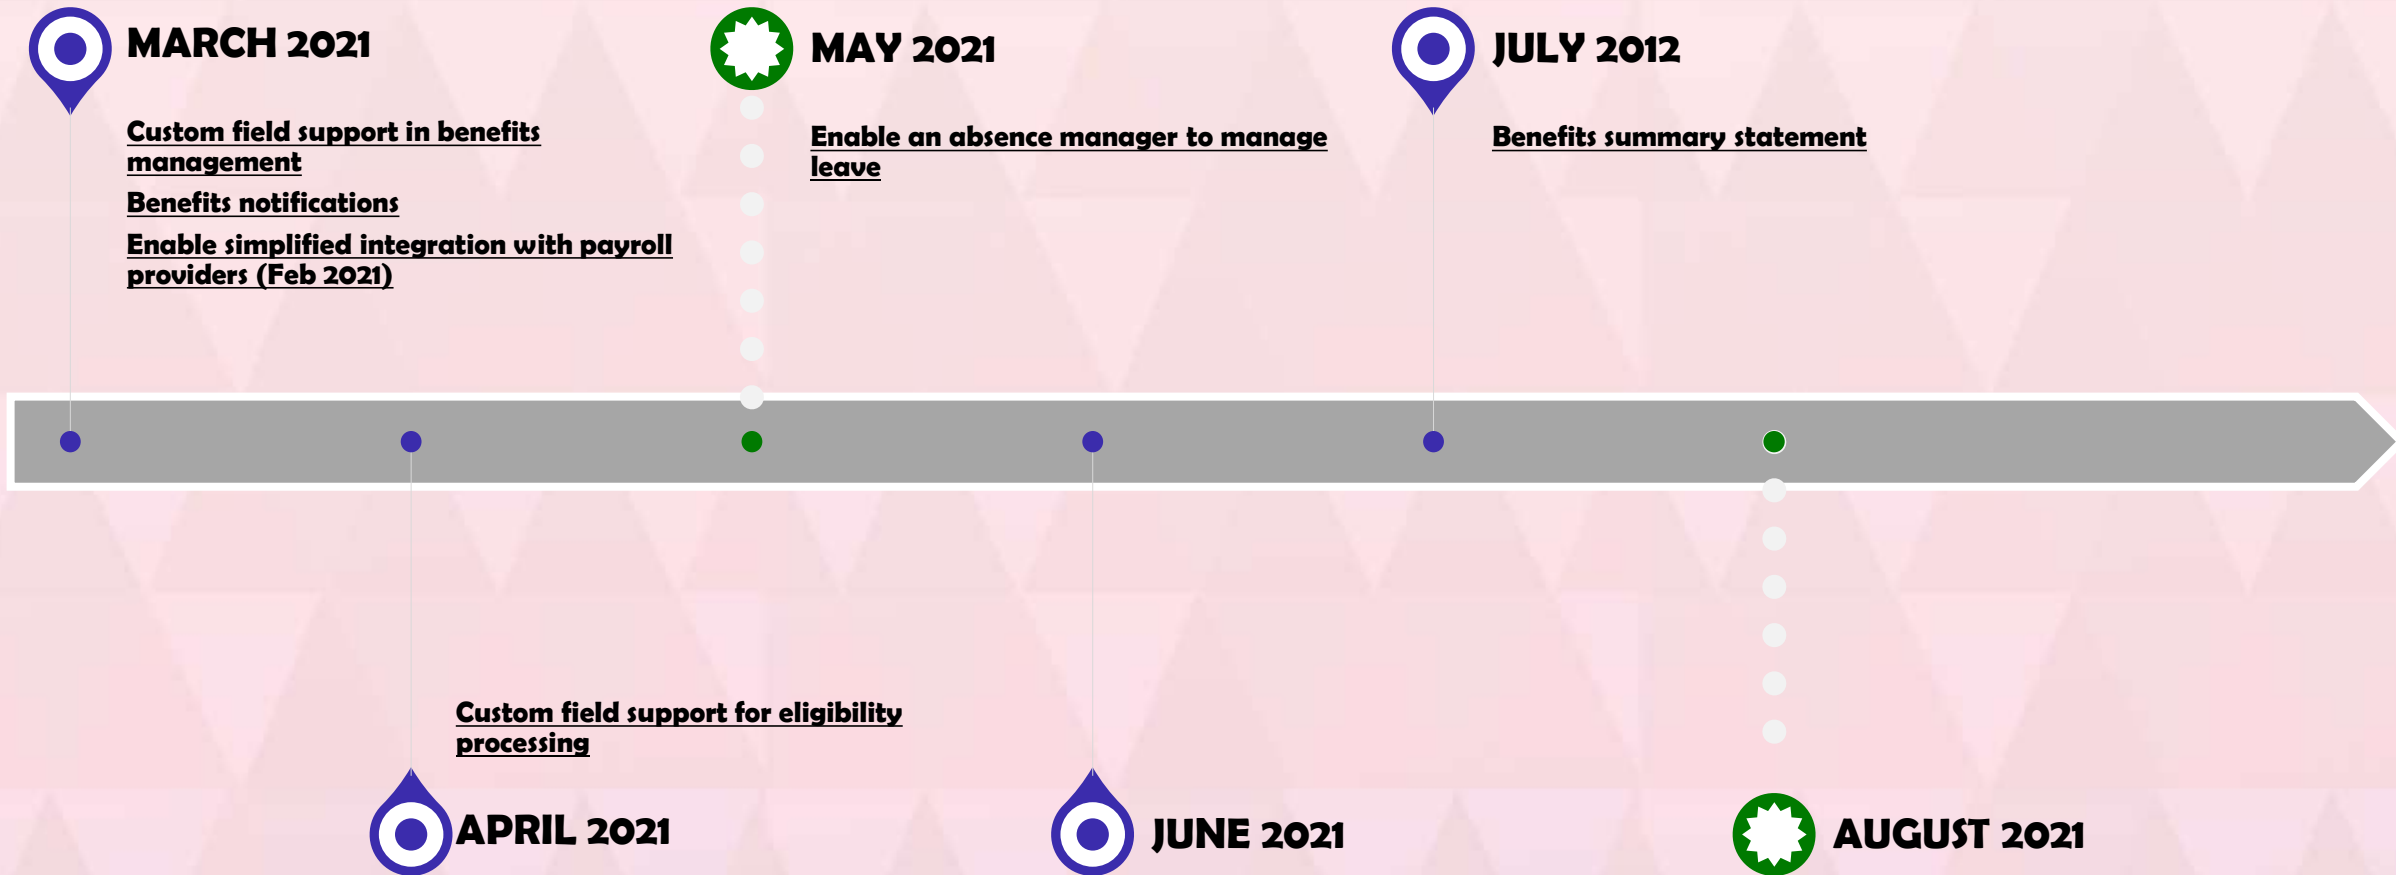 MARCH 2021
Custom field support in benefits
management
Benefits notifications
Enable simplified integration with payroll
providers (Feb 2021)
MAY 2021
Enable an absence manager to manage
leave
JULY 2012
Benefits summary statement
Custom field support for eligibility
processing
APRIL 2021
JUNE 2021
AUGUST 2021